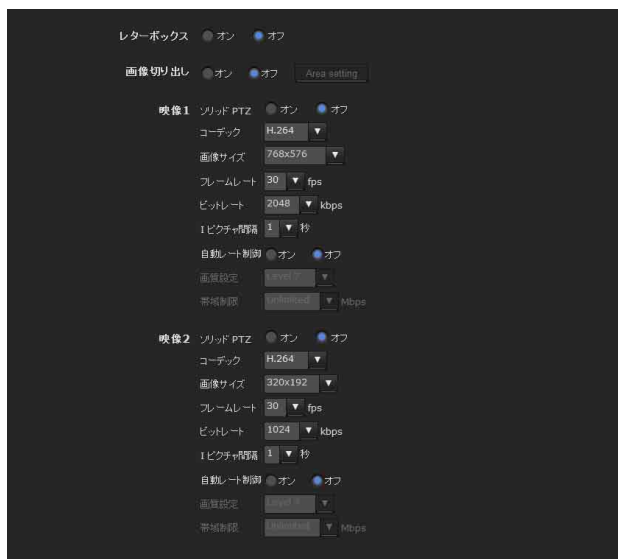 レターボックス オン オフ
画像切り出し オン オフ Area setting
映像1 ソリッド PTZ オン オフ
コーデック H.264
画像サイズ 768x576
フレームレート 30 fps
ビットレート 2048 kbps
I ピクチャ間隔 1 秒
自動レート制御 オン オフ
画質設定 Level
帯域制限 Unlimited Mbps
映像2 ソリッド PTZ オン オフ
コーデック H.264
画像サイズ 320x192
フレームレート 30 fps
ビットレート 1024 kbps
I ピクチャ間隔 1 秒
自動レート制御 オン オフ
画質設定 Level
帯域制限 Unlimited Mbps